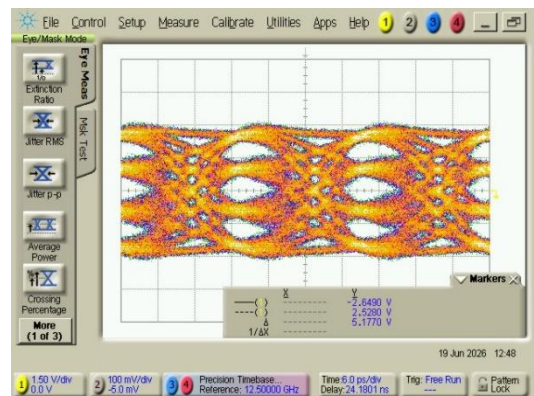 File Control Setup Measure Calibrate Utilities Apps Help 1 2 3 4
Eye/Mask Mode
Eye Meas
Msk Test
Extinction
Ratio
Jitter RMS
Jitter p-p
Average
Power
Crossing
Percentage
More
(1 of 3)
Markers
X Y
-2.6490 V
2.5280 V
Δ 5.1770 V
1/ΔX
19 Jun 2026 12:48
1 1.50 V/div
0.0 V
2 100 mV/div
-5.0 mV
3 4 Precision Timebase...
Reference: 12.50000 GHz
Time:6.0 ps/div
Delay:24.1801 ns
Trig: Free Run
Pattern
Lock